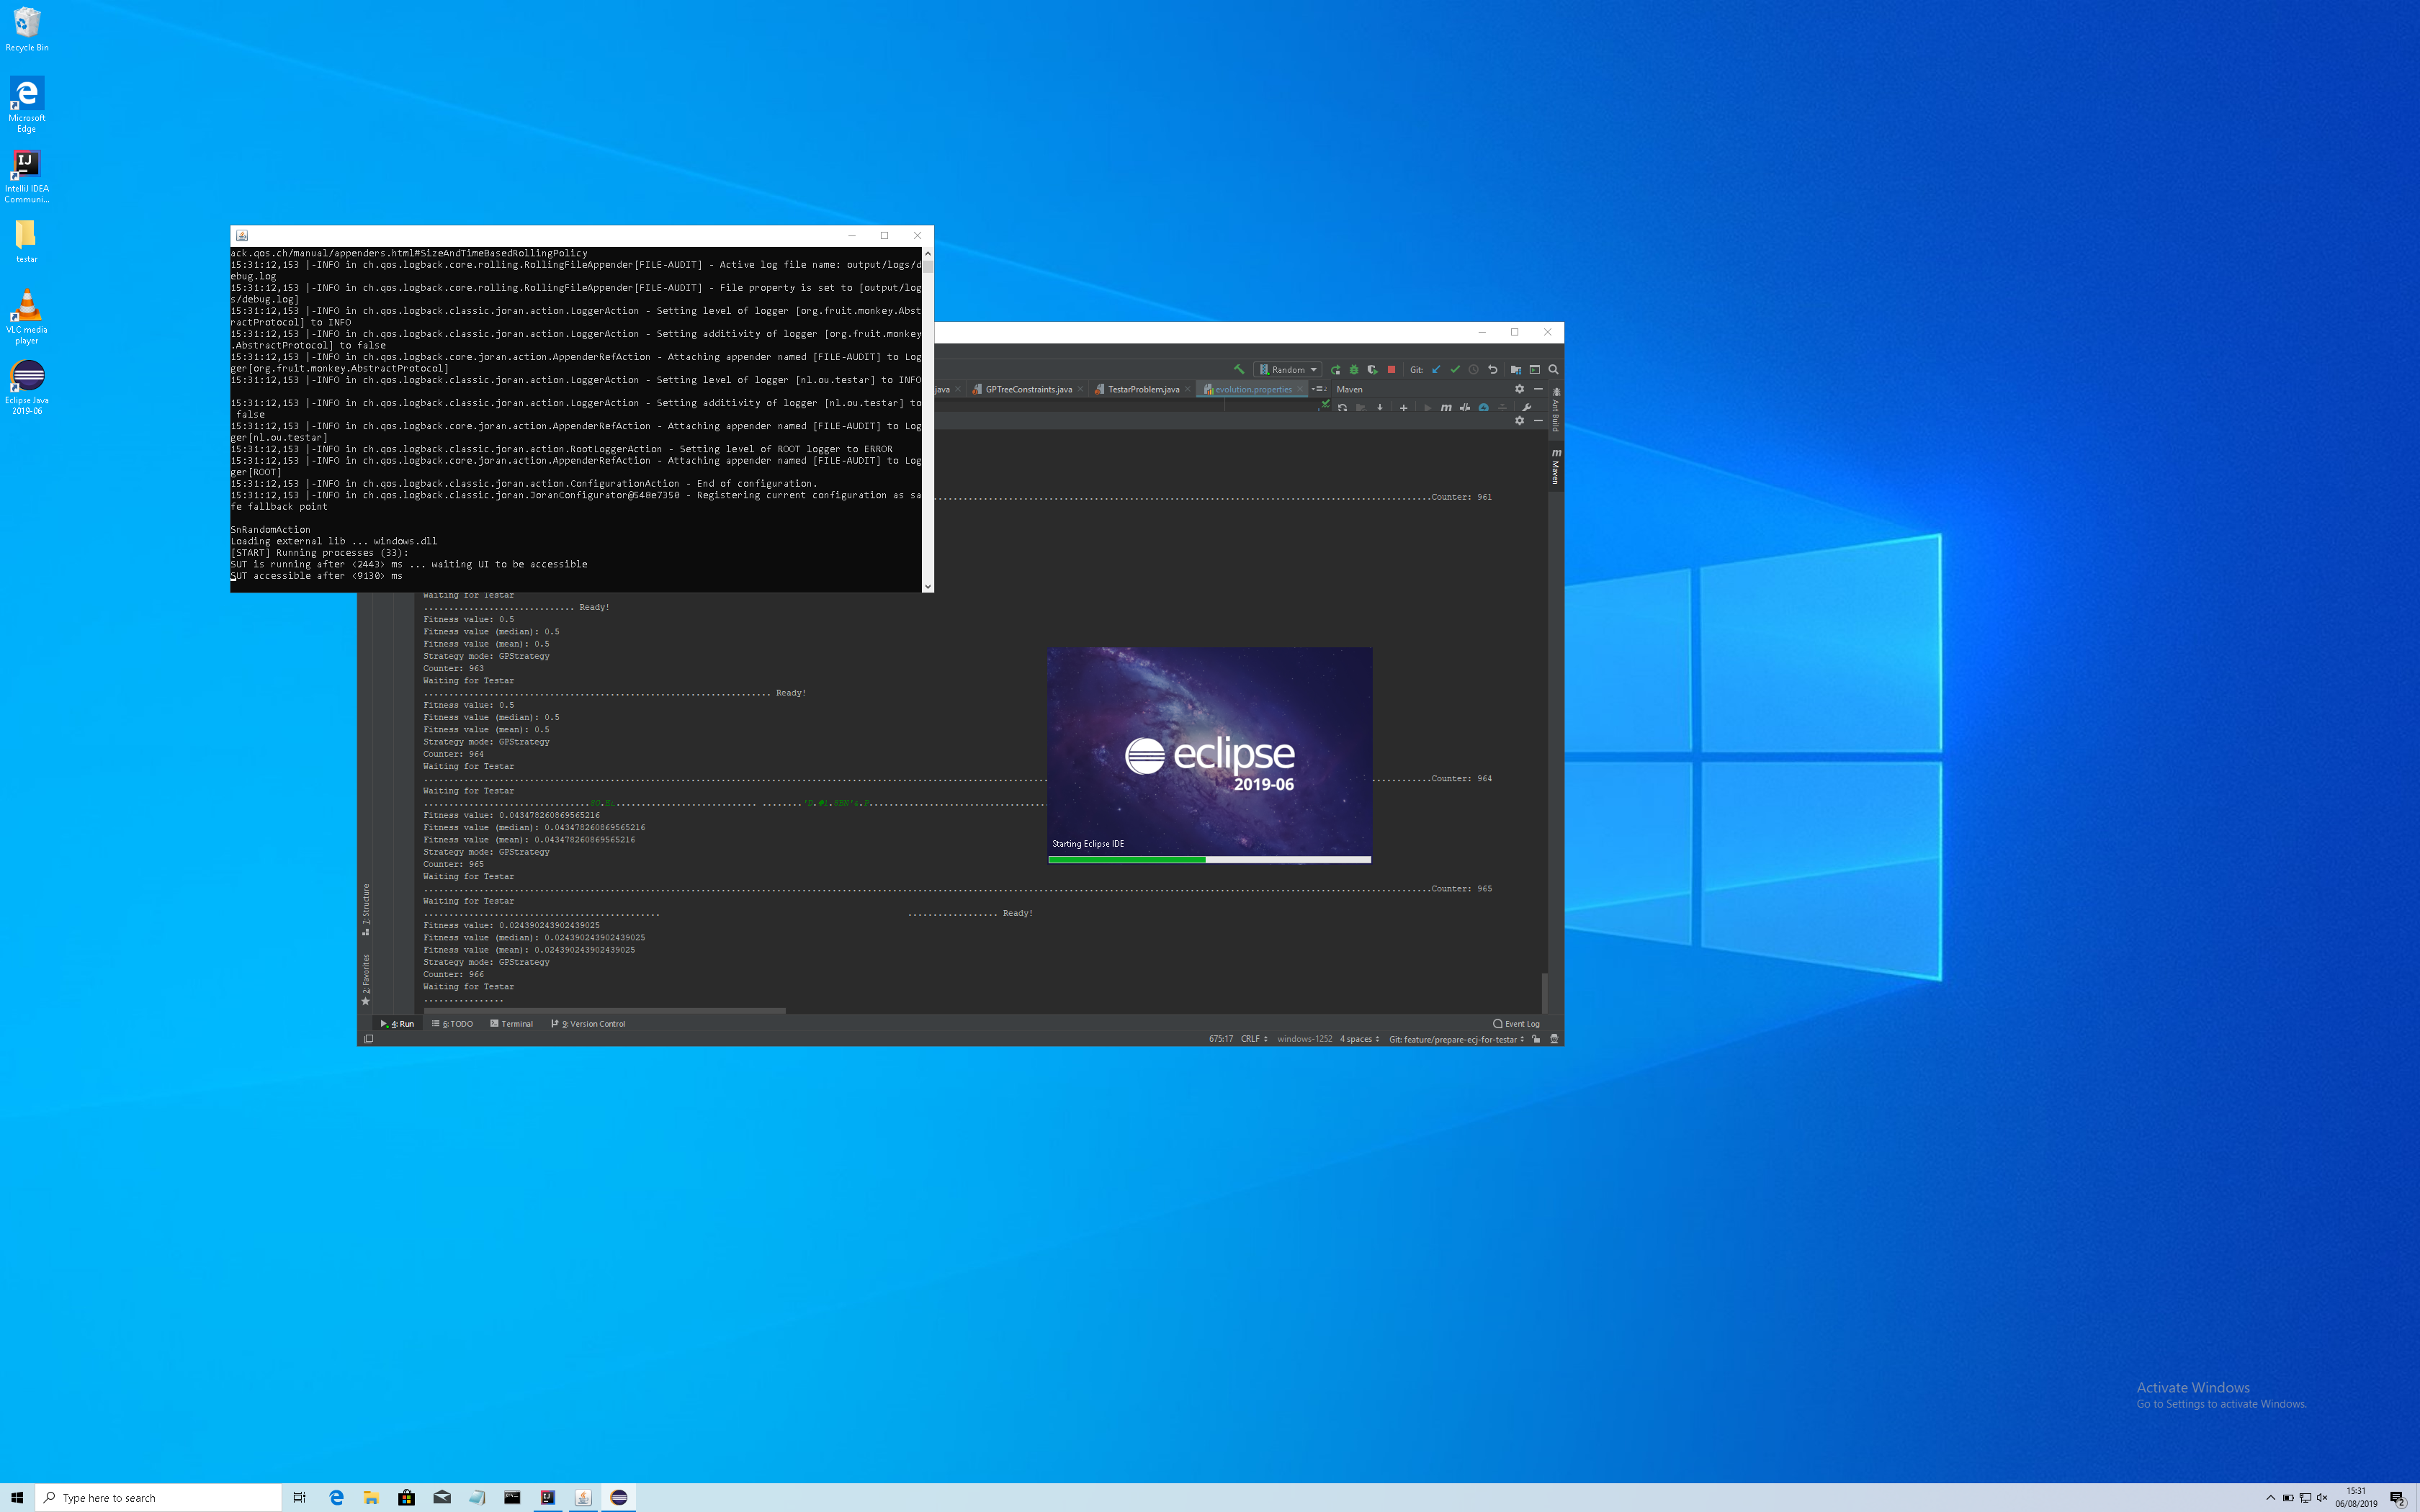 Recycle Bin
Microsoft
Edge
IntelliJ IDEA
Communi...
testar
VLC media
player
Eclipse Java
2019-06
ack.qos.ch/manual/appenders.html#SizeAndTimeBasedRollingPolicy
15:31:12,153 |-INFO in ch.qos.logback.core.rolling.RollingFileAppender[FILE-AUDIT] - Active log file name: output/logs/d
ebug.log
15:31:12,153 |-INFO in ch.qos.logback.core.rolling.RollingFileAppender[FILE-AUDIT] - File property is set to [output/log
s/debug.log]
15:31:12,153 |-INFO in ch.qos.logback.classic.joran.action.LoggerAction - Setting level of logger [org.fruit.monkey.Abst
ractProtocol] to INFO
15:31:12,153 |-INFO in ch.qos.logback.classic.joran.action.LoggerAction - Setting additivity of logger [org.fruit.monkey
.AbstractProtocol] to false
15:31:12,153 |-INFO in ch.qos.logback.core.joran.action.AppenderRefAction - Attaching appender named [FILE-AUDIT] to Log
ger[org.fruit.monkey.AbstractProtocol]
15:31:12,153 |-INFO in ch.qos.logback.classic.joran.action.LoggerAction - Setting level of logger [nl.ou.testar] to INFO
15:31:12,153 |-INFO in ch.qos.logback.classic.joran.action.LoggerAction - Setting additivity of logger [nl.ou.testar] to
false
15:31:12,153 |-INFO in ch.qos.logback.core.joran.action.AppenderRefAction - Attaching appender named [FILE-AUDIT] to Log
ger[nl.ou.testar]
15:31:12,153 |-INFO in ch.qos.logback.classic.joran.action.RootLoggerAction - Setting level of ROOT logger to ERROR
15:31:12,153 |-INFO in ch.qos.logback.core.joran.action.AppenderRefAction - Attaching appender named [FILE-AUDIT] to Log
ger[ROOT]
15:31:12,153 |-INFO in ch.qos.logback.classic.joran.action.ConfigurationAction - End of configuration.
15:31:12,153 |-INFO in ch.qos.logback.classic.joran.JoranConfigurator@548e7350 - Registering current configuration as sa
fe fallback point
SnRandomAction
Loading external lib ... windows.dll
[START] Running processes (33):
SUT is running after <2443> ms ... waiting UI to be accessible
SUT accessible after <9130> ms
Random
Git:
java
GPTreeConstraints.java
TestarProblem.java
evolution.properties
Maven
Ant Build
Maven
Counter: 961
Waiting for Testar
.............................. Ready!
Fitness value: 0.5
Fitness value (median): 0.5
Fitness value (mean): 0.5
Strategy mode: GPStrategy
Counter: 963
Waiting for Testar
..................................................................... Ready!
Fitness value: 0.5
Fitness value (median): 0.5
Fitness value (mean): 0.5
Strategy mode: GPStrategy
Counter: 964
Waiting for Testar
Counter: 964
Waiting for Testar
Fitness value: 0.043478260869565216
Fitness value (median): 0.043478260869565216
Fitness value (mean): 0.043478260869565216
Strategy mode: GPStrategy
Counter: 965
Waiting for Testar
Counter: 965
Waiting for Testar
.................. Ready!
Fitness value: 0.024390243902439025
Fitness value (median): 0.024390243902439025
Fitness value (mean): 0.024390243902439025
Strategy mode: GPStrategy
Counter: 966
Waiting for Testar
................
eclipse
2019-06
Starting Eclipse IDE
7: Structure
2: Favorites
4: Run
6: TODO
Terminal
9: Version Control
Event Log
675:17 CRLF windows-1252 4 spaces Git: feature/prepare-ecj-for-testar
Activate Windows
Go to Settings to activate Windows.
Type here to search
15:31
06/08/2019
2